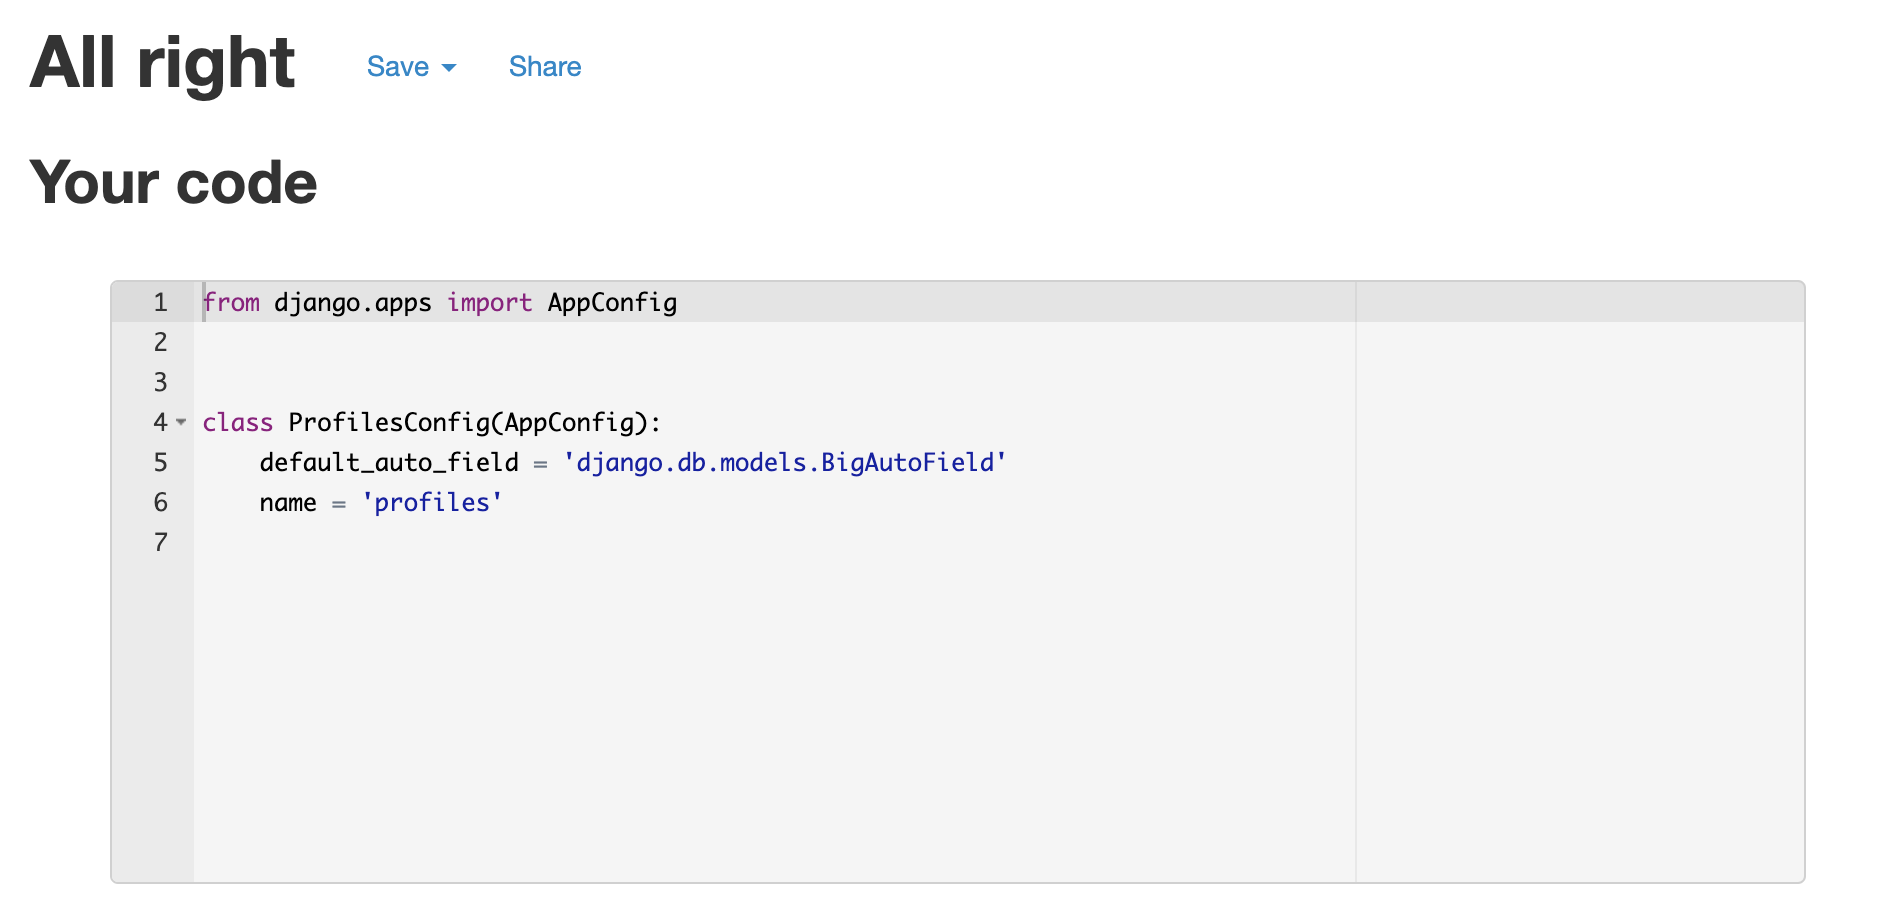 All right
Save
Share
Your code
1 from django.apps import AppConfig
2
3
4 class ProfilesConfig(AppConfig):
5     default_auto_field = 'django.db.models.BigAutoField'
6     name = 'profiles'
7